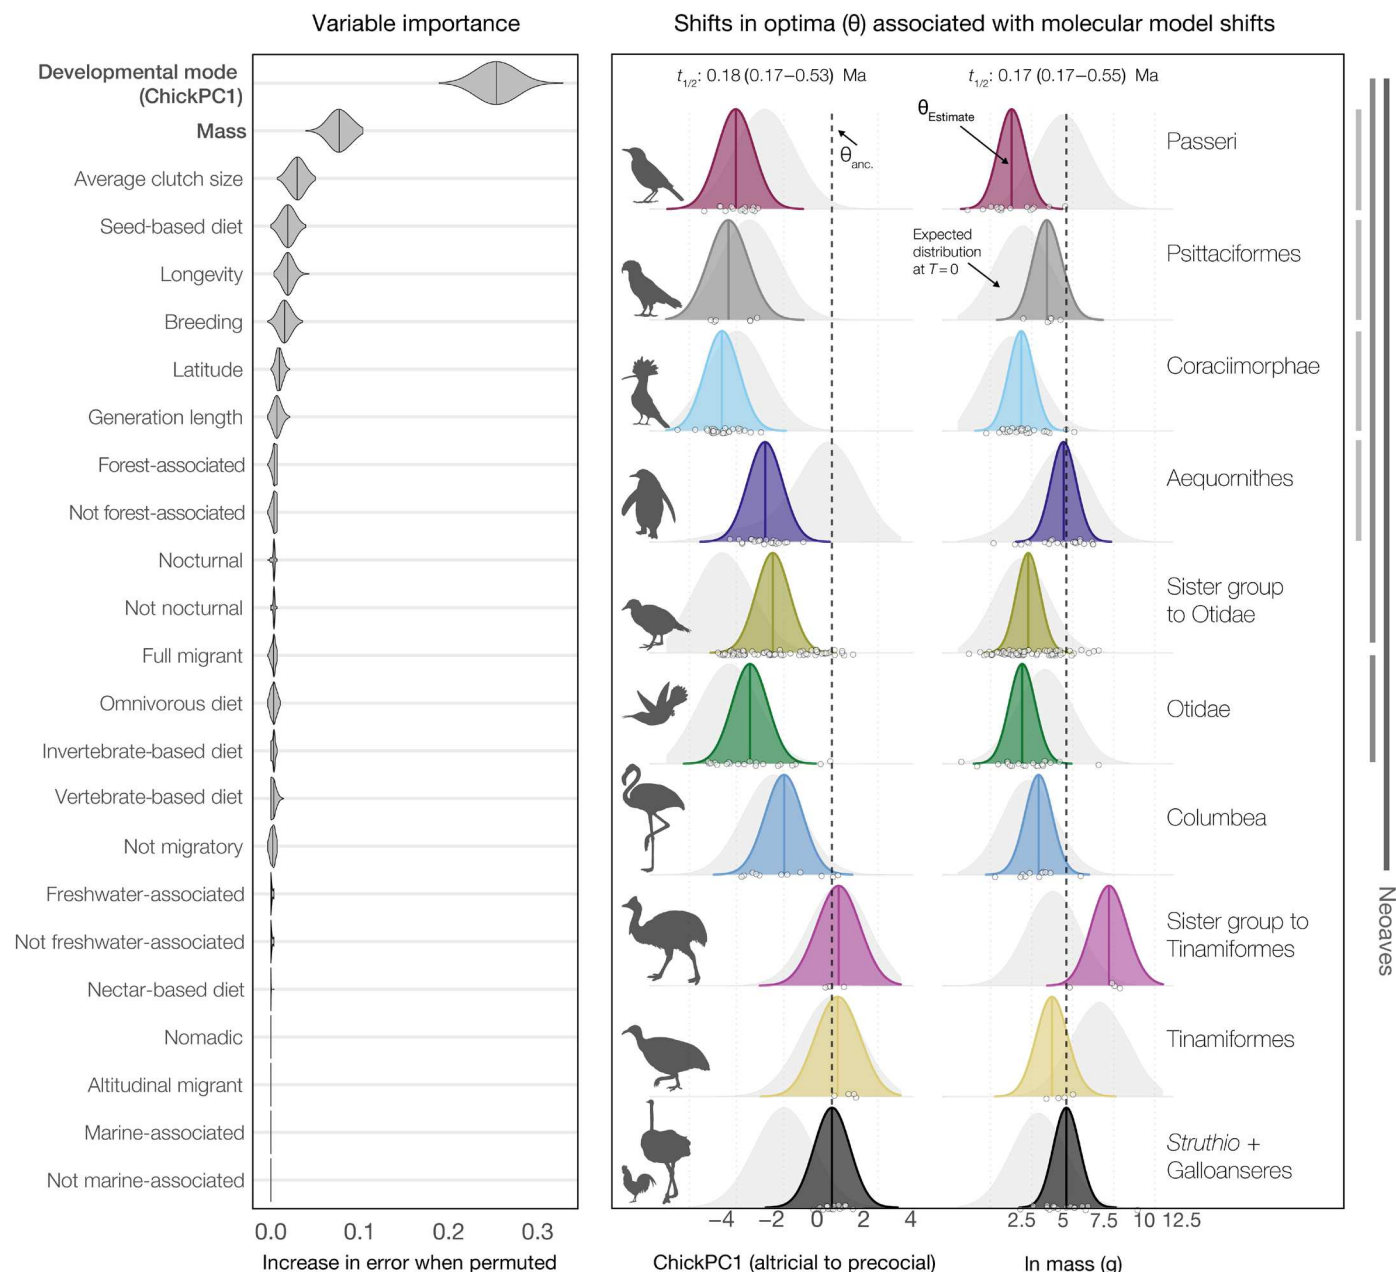 Variable importance
Developmental mode
(ChickPC1)
Mass
Average clutch size
Seed-based diet
Longevity
Breeding
Latitude
Generation length
Forest-associated
Not forest-associated
Nocturnal
Not nocturnal
Full migrant
Omnivorous diet
Invertebrate-based diet
Vertebrate-based diet
Not migratory
Freshwater-associated
Not freshwater-associated
Nectar-based diet
Nomadic
Altitudinal migrant
Marine-associated
Not marine-associated
0.0 0.1 0.2 0.3
Increase in error when permuted
Shifts in optima (θ) associated with molecular model shifts
t1/2: 0.18 (0.17–0.53) Ma
t1/2: 0.17 (0.17–0.55) Ma
θanc.
θEstimate
Expected
distribution
at T = 0
Passeri
Psittaciformes
Coraciimorphae
Aequornithes
Sister group
to Otidae
Otidae
Columbea
Sister group to
Tinamiformes
Tinamiformes
Struthio +
Galloanseres
Neoaves
−4 −2 0 2 4
2.5 5 7.5 10 12.5
ChickPC1 (altricial to precocial)
ln mass (g)